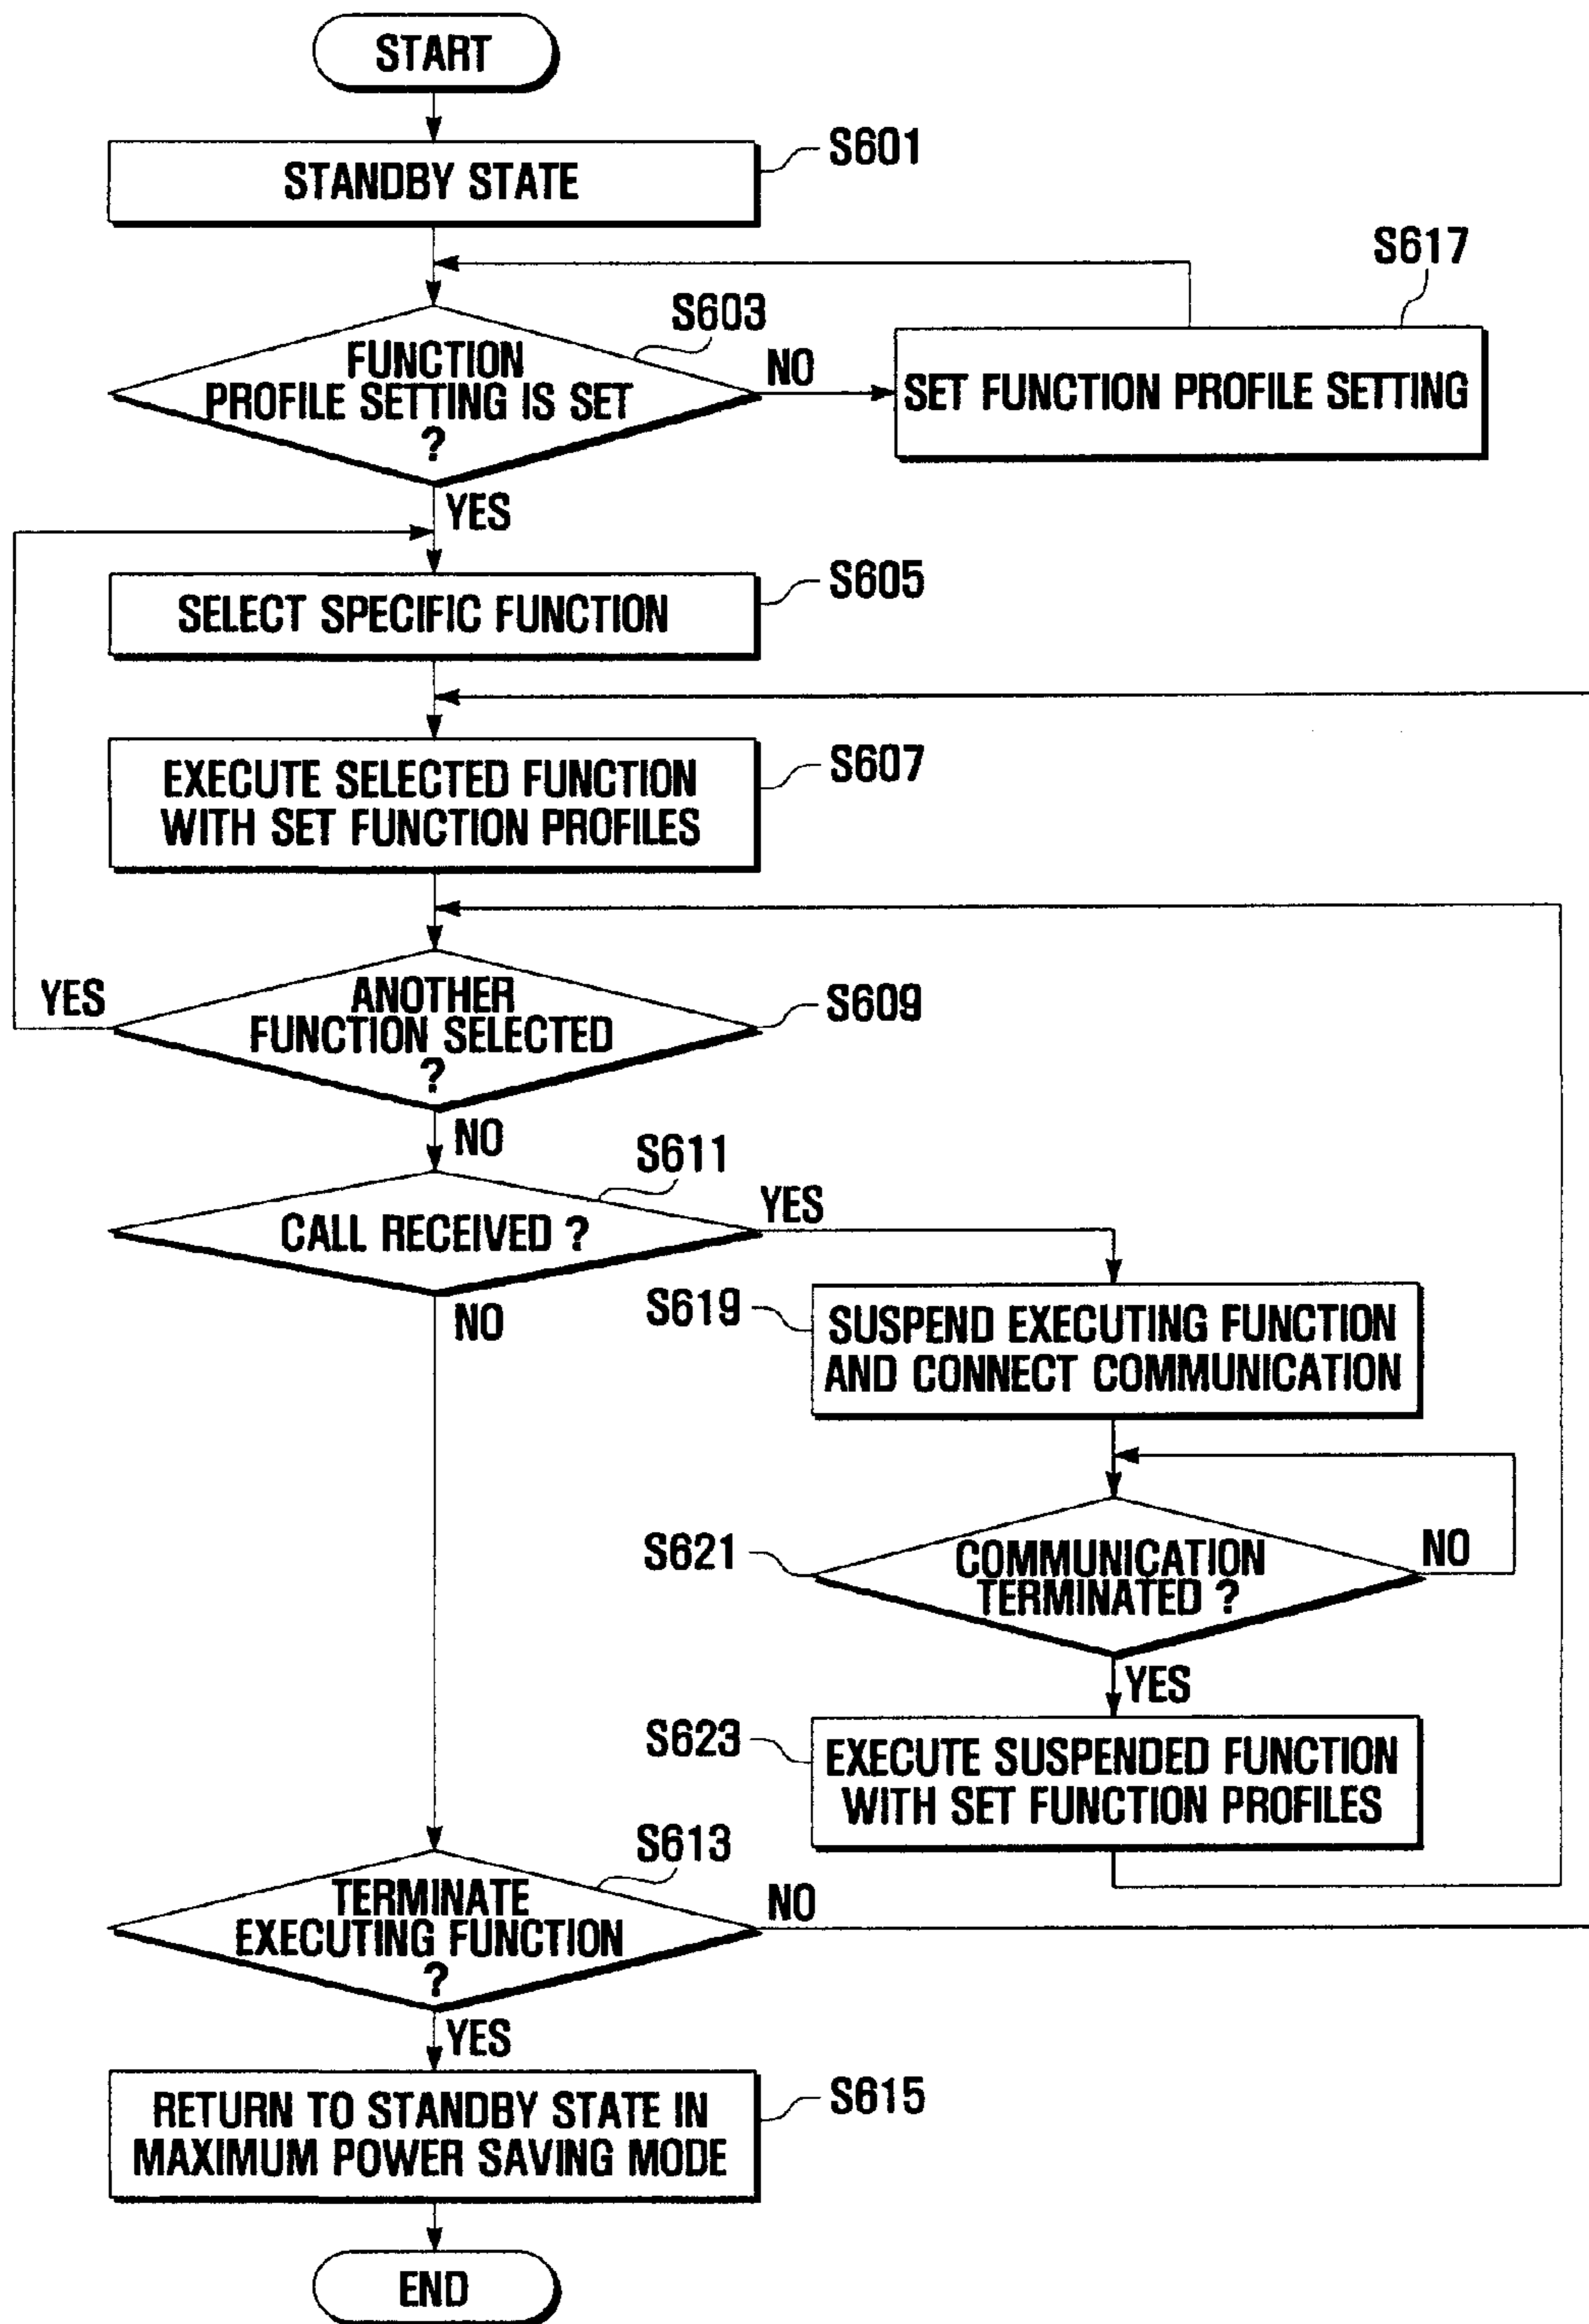 START
STANDBY STATE
S601
S617
S603
FUNCTION
PROFILE SETTING IS SET
?
NO
SET FUNCTION PROFILE SETTING
YES
S605
SELECT SPECIFIC FUNCTION
S607
EXECUTE SELECTED FUNCTION
WITH SET FUNCTION PROFILES
YES
ANOTHER
FUNCTION SELECTED
?
S609
NO
S611
CALL RECEIVED ?
YES
NO
S619
SUSPEND EXECUTING FUNCTION
AND CONNECT COMMUNICATION
S621
COMMUNICATION
TERMINATED ?
NO
YES
S623
EXECUTE SUSPENDED FUNCTION
WITH SET FUNCTION PROFILES
S613
TERMINATE
EXECUTING FUNCTION
?
NO
YES
S615
RETURN TO STANDBY STATE IN
MAXIMUM POWER SAVING MODE
END